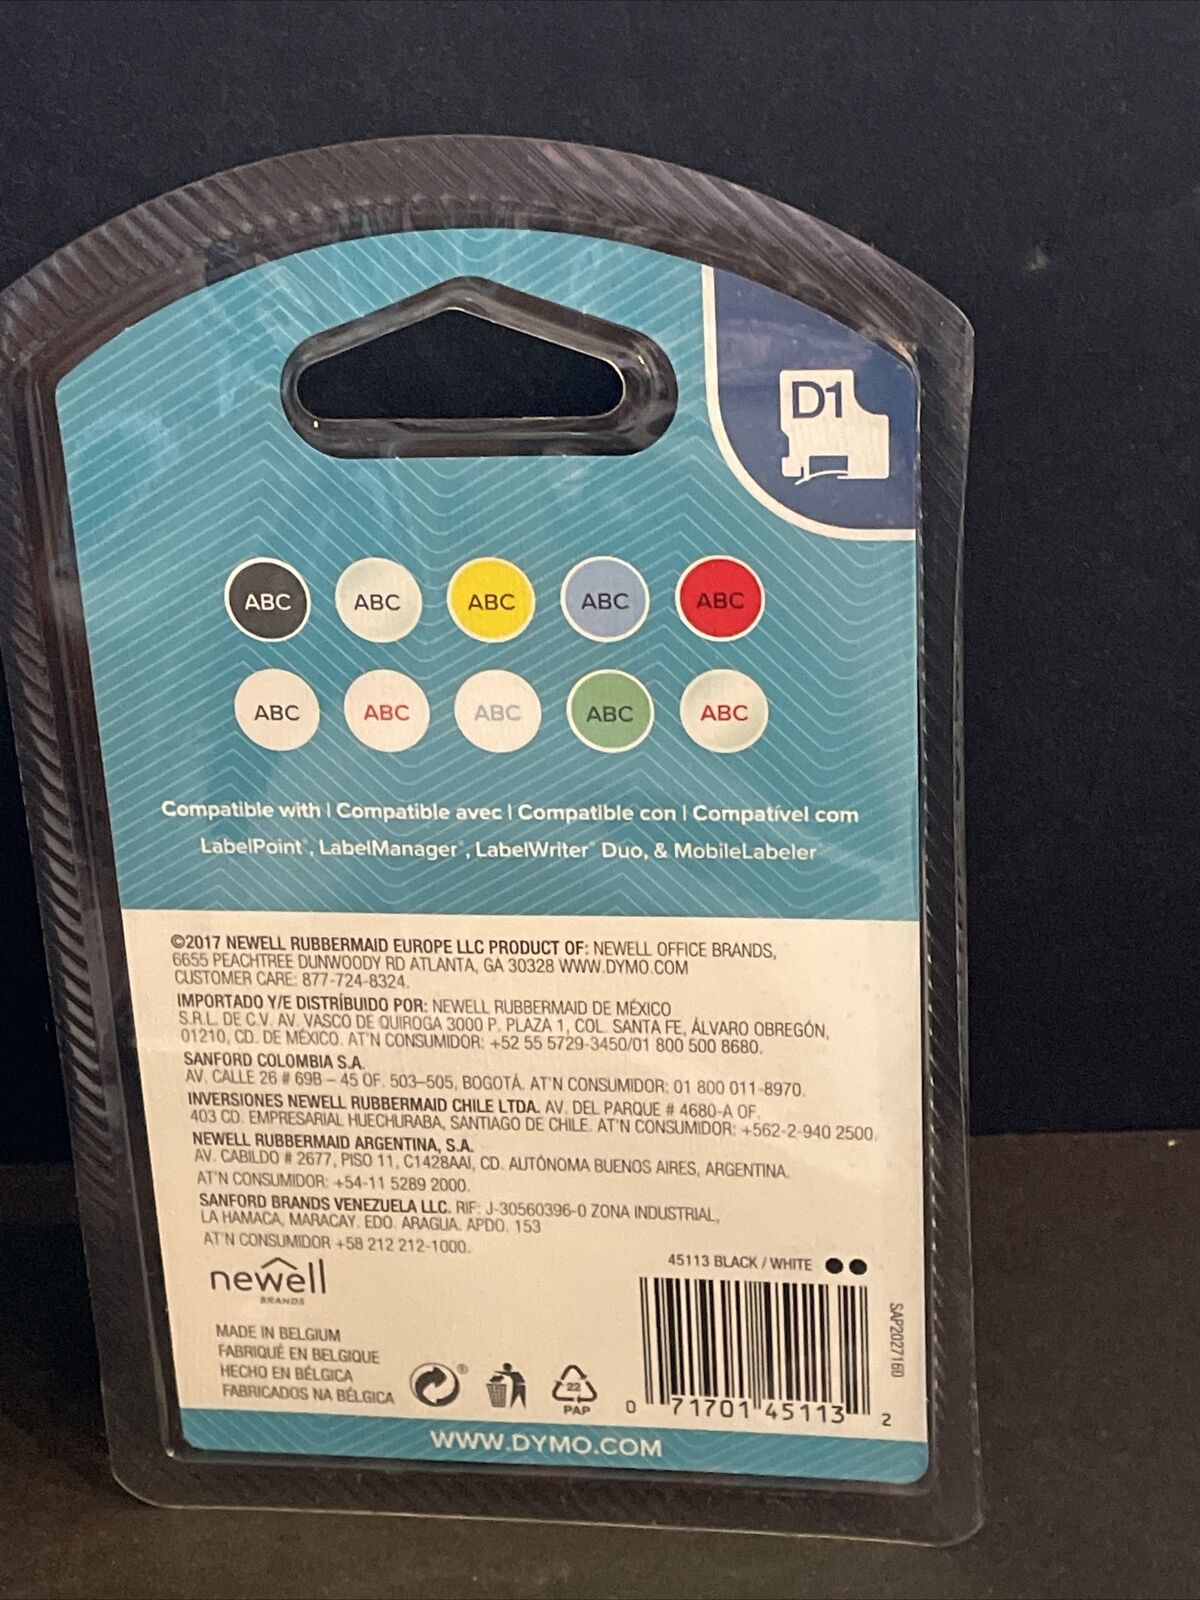 D1
ABC ABC ABC ABC ABC
ABC ABC ABC ABC ABC
Compatible with | Compatible avec | Compatible con | Compatível com
LabelPoint®, LabelManager®, LabelWriter® Duo, & MobileLabeler
©2017 NEWELL RUBBERMAID EUROPE LLC PRODUCT OF: NEWELL OFFICE BRANDS,
6655 PEACHTREE DUNWOODY RD ATLANTA, GA 30328 WWW.DYMO.COM
CUSTOMER CARE: 877-724-8324.
IMPORTADO Y/E DISTRÍBUIDO POR: NEWELL RUBBERMAID DE MÉXICO
S.R.L. DE C.V. AV. VASCO DE QUIROGA 3000 P. PLAZA 1, COL. SANTA FE, ÁLVARO OBREGÓN,
01210, CD. DE MÉXICO. AT'N CONSUMIDOR: +52 55 5729-3450/01 800 500 8680.
SANFORD COLOMBIA S.A.
AV. CALLE 26 # 69B – 45 OF. 503–505, BOGOTÁ. AT'N CONSUMIDOR: 01 800 011-8970.
INVERSIONES NEWELL RUBBERMAID CHILE LTDA. AV. DEL PARQUE # 4680-A OF.
403 CD. EMPRESARIAL HUECHURABA, SANTIAGO DE CHILE. AT'N CONSUMIDOR: +562-2-940 2500.
NEWELL RUBBERMAID ARGENTINA, S.A.
AV. CABILDO # 2677, PISO 11, C1428AAI, CD. AUTÓNOMA BUENOS AIRES, ARGENTINA.
AT'N CONSUMIDOR: +54-11 5289 2000.
SANFORD BRANDS VENEZUELA LLC. RIF: J-30560396-0 ZONA INDUSTRIAL,
LA HAMACA, MARACAY. EDO. ARAGUA. APDO. 153
AT'N CONSUMIDOR +58 212 212-1000.
newell
BRANDS
45113 BLACK / WHITE
SAP2027160
MADE IN BELGIUM
FABRIQUÉ EN BELGIQUE
HECHO EN BÉLGICA
FABRICADOS NA BÉLGICA
®
22
PAP
0 71701 45113 2
WWW.DYMO.COM